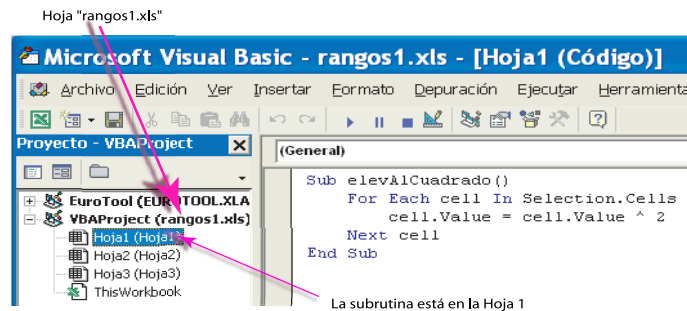 Hoja "rangos1.xls"
Microsoft Visual Basic - rangos1.xls - [Hoja1 (Código)]
Archivo Edición Ver Insertar Formato Depuración Ejecutar Herramienta
Proyecto - VBAProject
(General)
EuroTool (EUROTOOL.XLA
VBAProject (rangos1.xls)
Hoja1 (Hoja1)
Hoja2 (Hoja2)
Hoja3 (Hoja3)
ThisWorkbook
Sub elevAlCuadrado()
For Each cell In Selection.Cells
cell.Value = cell.Value ^ 2
Next cell
End Sub
La subrutina está en la Hoja 1